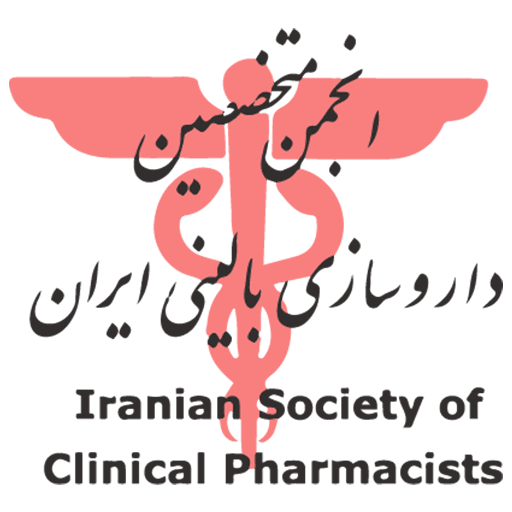 انجمن متخصصین
داروسازی بالینی ایران
Iranian Society of
Clinical Pharmacists